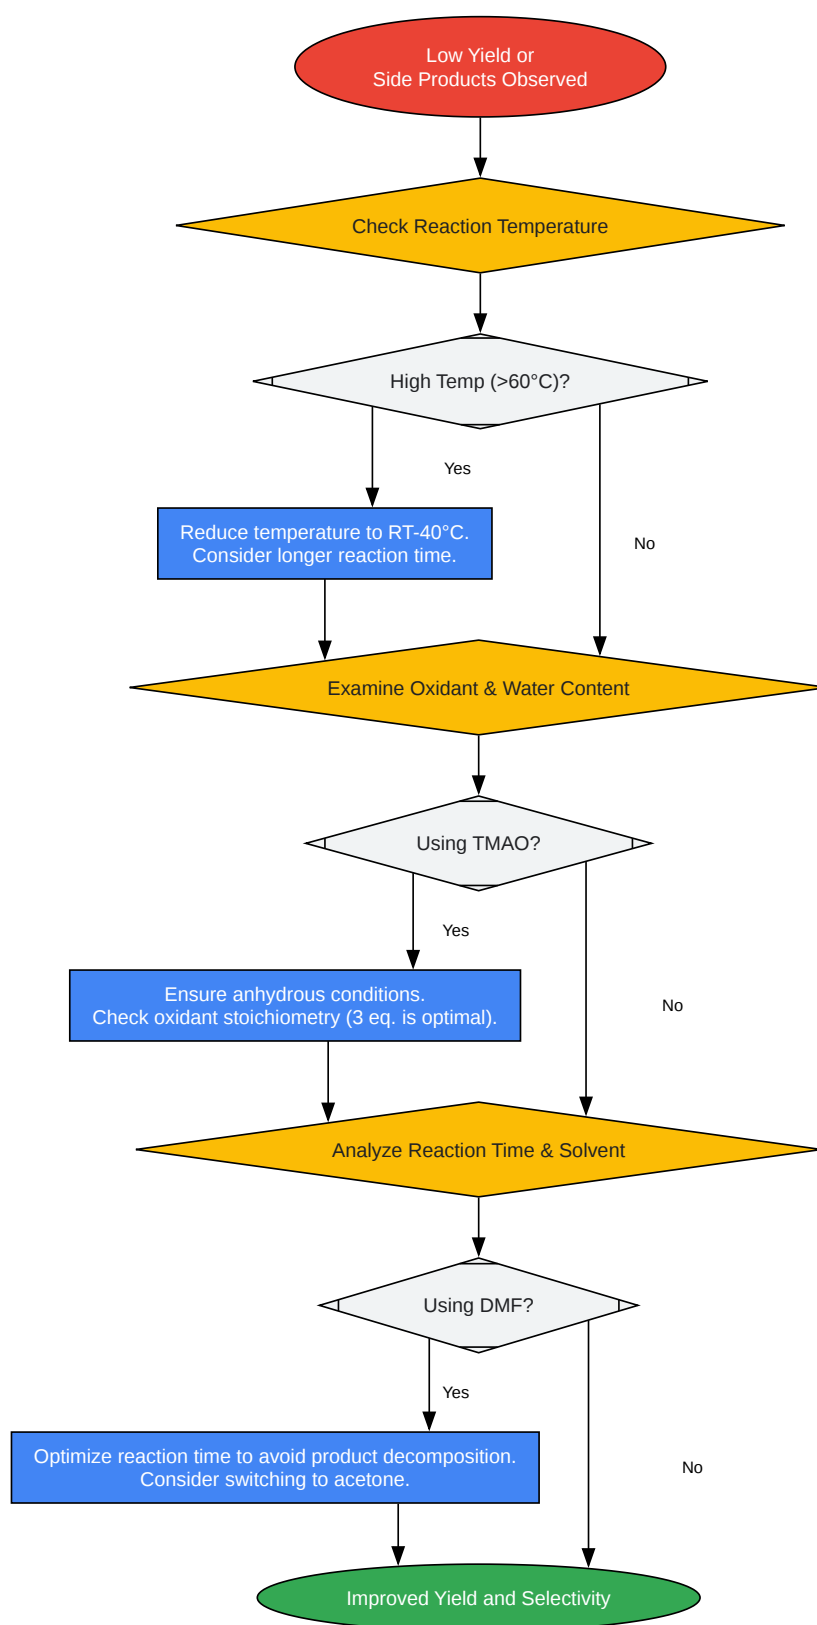 Low Yield or
Side Products Observed
Check Reaction Temperature
High Temp (>60°C)?
Yes
Reduce temperature to RT-40°C.
Consider longer reaction time.
No
Examine Oxidant & Water Content
Using TMAO?
Yes
Ensure anhydrous conditions.
Check oxidant stoichiometry (3 eq. is optimal).
No
Analyze Reaction Time & Solvent
Using DMF?
Yes
Optimize reaction time to avoid product decomposition.
Consider switching to acetone.
No
Improved Yield and Selectivity